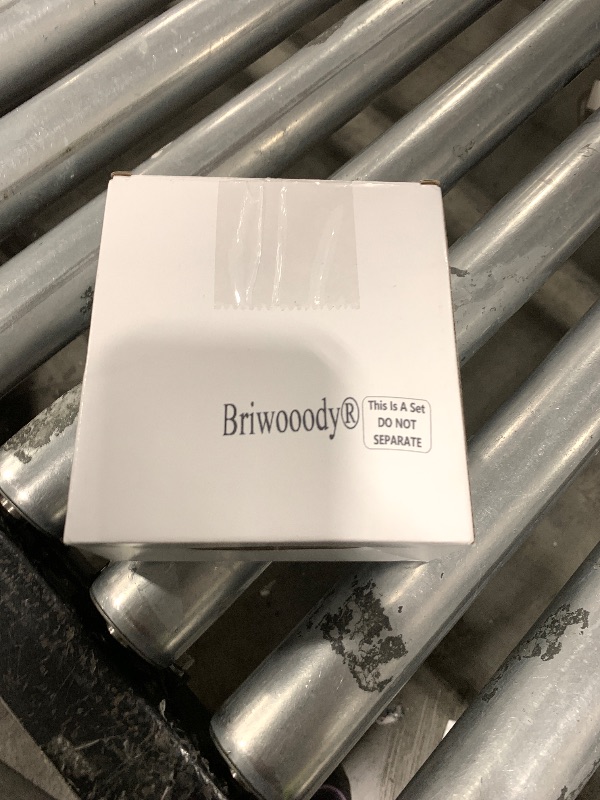 Briwooody®
This Is A Set
DO NOT
SEPARATE